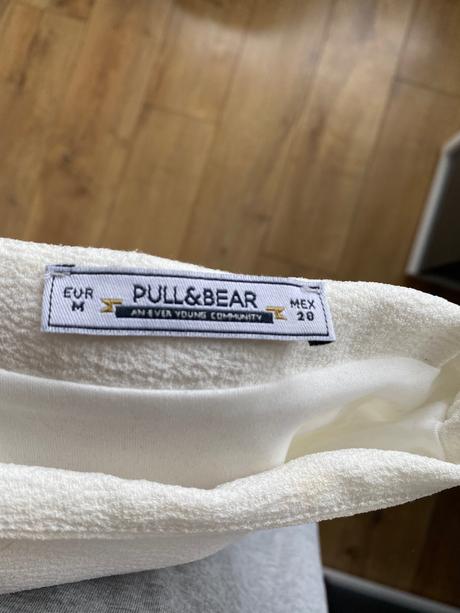 EUR
M
PULL&BEAR
AN EVER YOUNG COMMUNITY
MEX
28